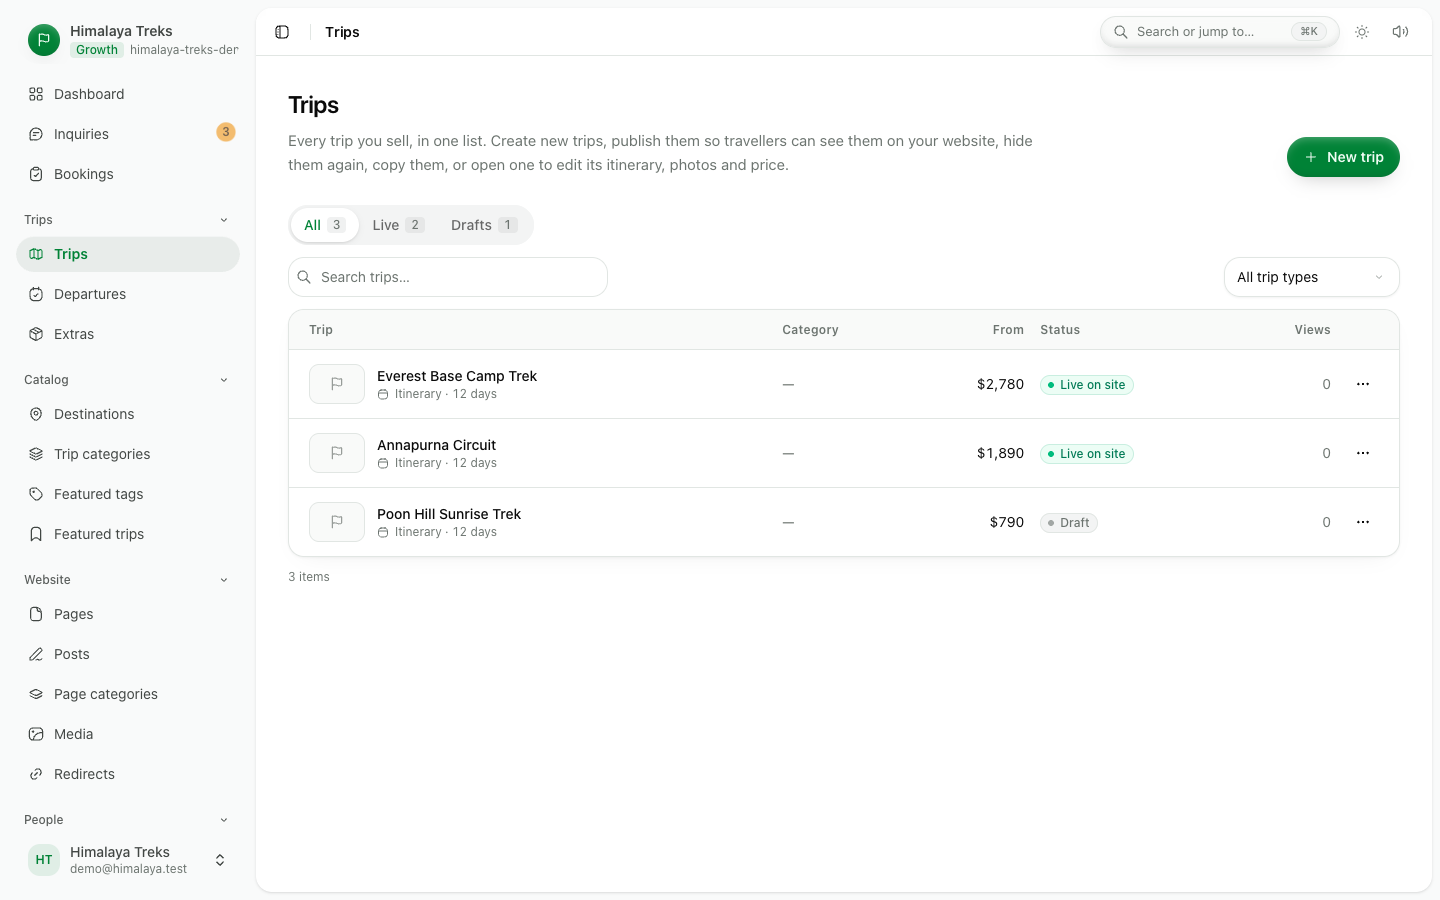 Himalaya Treks
Growth himalaya-treks-der
Dashboard
Inquiries 3
Bookings
Trips
Trips
Departures
Extras
Catalog
Destinations
Trip categories
Featured tags
Featured trips
Website
Pages
Posts
Page categories
Media
Redirects
People
HT
Himalaya Treks
demo@himalaya.test
Trips
Search or jump to... ⌘K
Trips
Every trip you sell, in one list. Create new trips, publish them so travellers can see them on your website, hide
them again, copy them, or open one to edit its itinerary, photos and price.
+ New trip
All 3 Live 2 Drafts 1
Search trips...
All trip types
Trip Category From Status Views
Everest Base Camp Trek
Itinerary · 12 days
— $2,780 Live on site 0
Annapurna Circuit
Itinerary · 12 days
— $1,890 Live on site 0
Poon Hill Sunrise Trek
Itinerary · 12 days
— $790 Draft 0
3 items